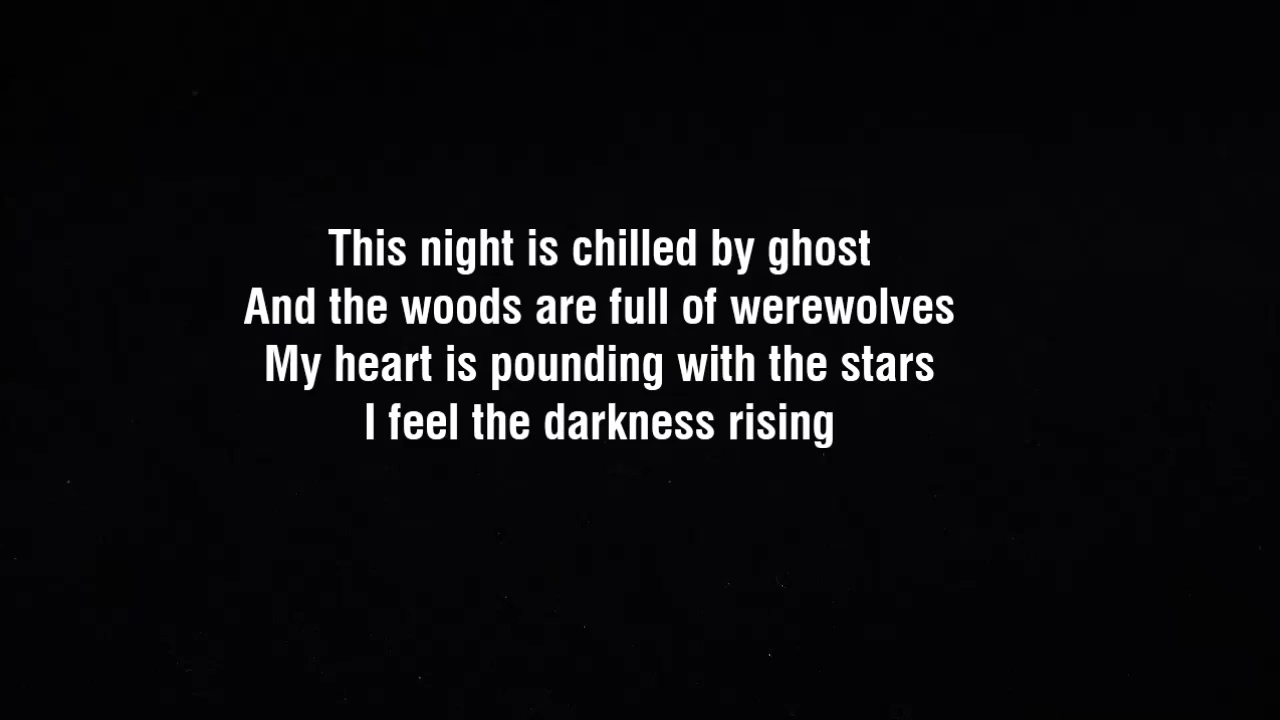 This night is chilled by ghost
And the woods are full of werewolves
My heart is pounding with the stars
I feel the darkness rising